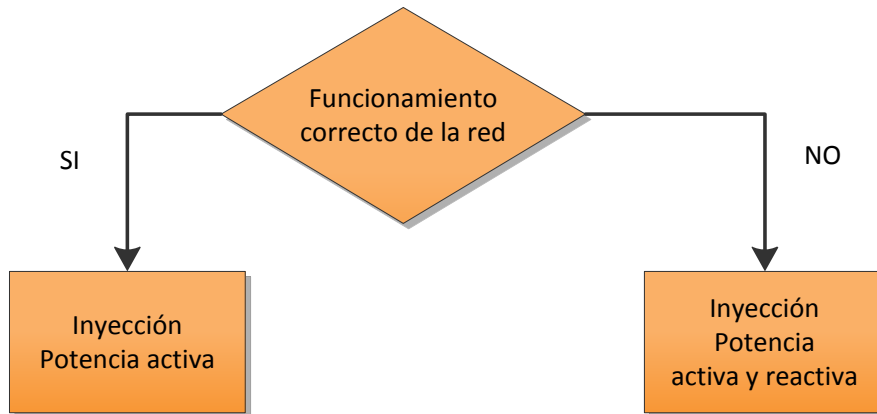 Funcionamiento
correcto de la red
SI
NO
Inyección
Potencia activa
Inyección
Potencia
activa y reactiva